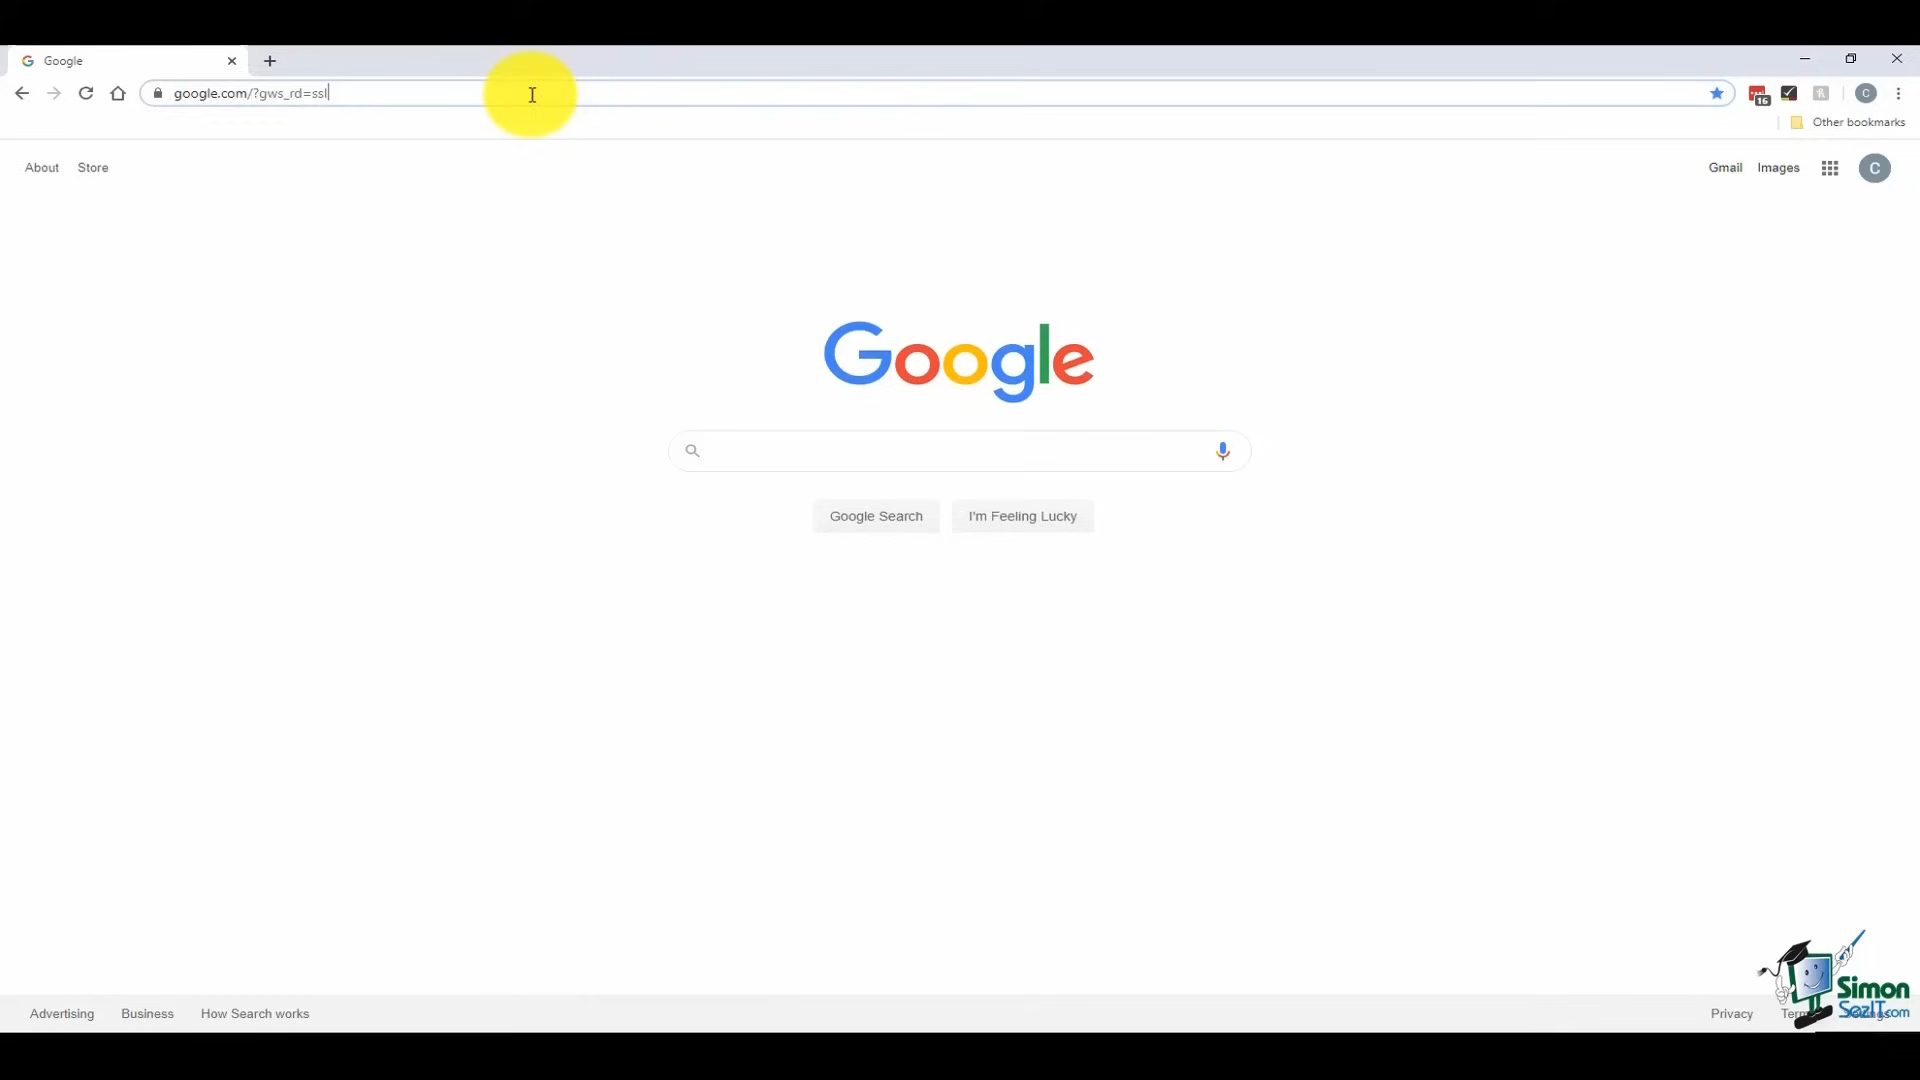 Google
google.com/?gws_rd=ssl
16
C
Other bookmarks
About Store
Gmail Images
C
Google
Google Search I'm Feeling Lucky
Advertising Business How Search works
Privacy
Simon
SezIT.com